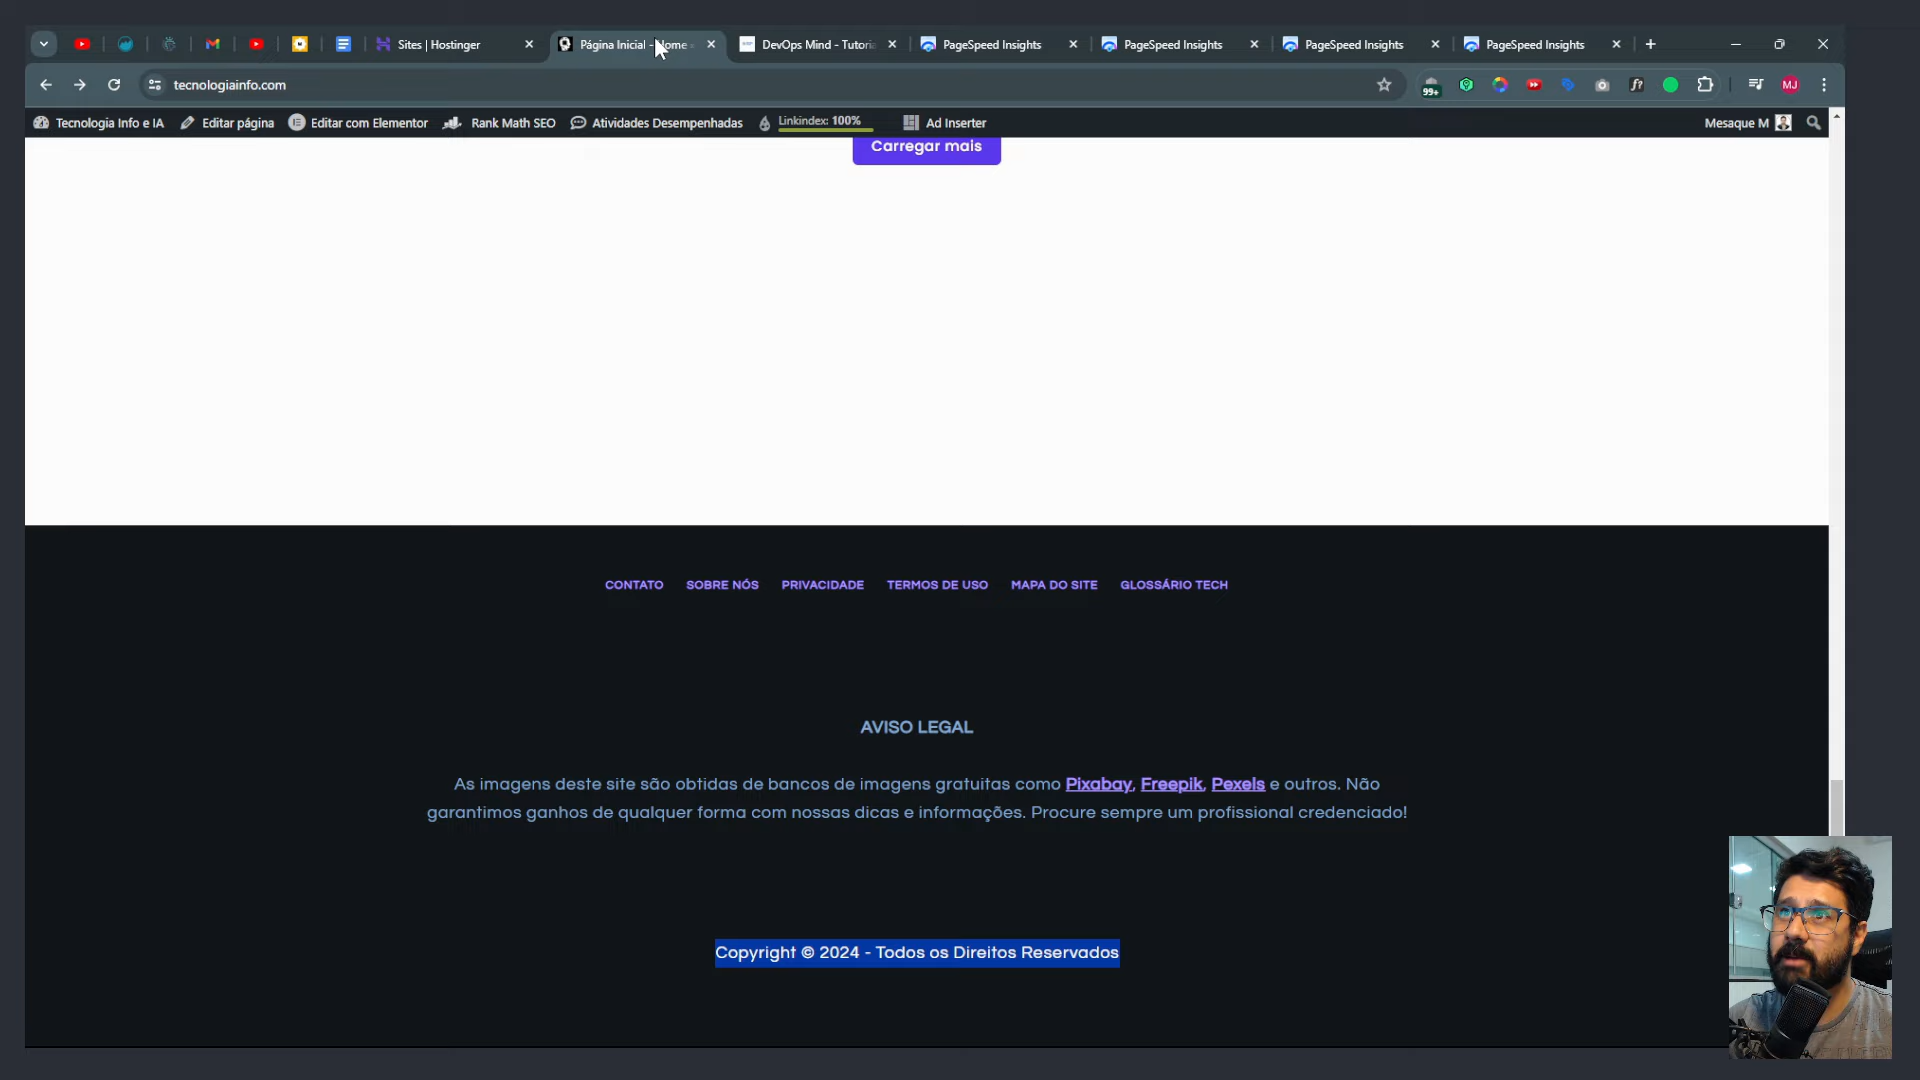 Sites | Hostinger
Página Inicial - Home
DevOps Mind - Tutoria
PageSpeed Insights
PageSpeed Insights
PageSpeed Insights
PageSpeed Insights
tecnologiainfo.com
99+
f?
MJ
Tecnologia Info e IA
Editar página
Editar com Elementor
Rank Math SEO
Atividades Desempenhadas
Linkindex: 100%
Ad Inserter
Mesaque M
Carregar mais
CONTATO SOBRE NÓS PRIVACIDADE TERMOS DE USO MAPA DO SITE GLOSSÁRIO TECH
AVISO LEGAL
As imagens deste site são obtidas de bancos de imagens gratuitas como Pixabay, Freepik, Pexels e outros. Não
garantimos ganhos de qualquer forma com nossas dicas e informações. Procure sempre um profissional credenciado!
Copyright © 2024 - Todos os Direitos Reservados